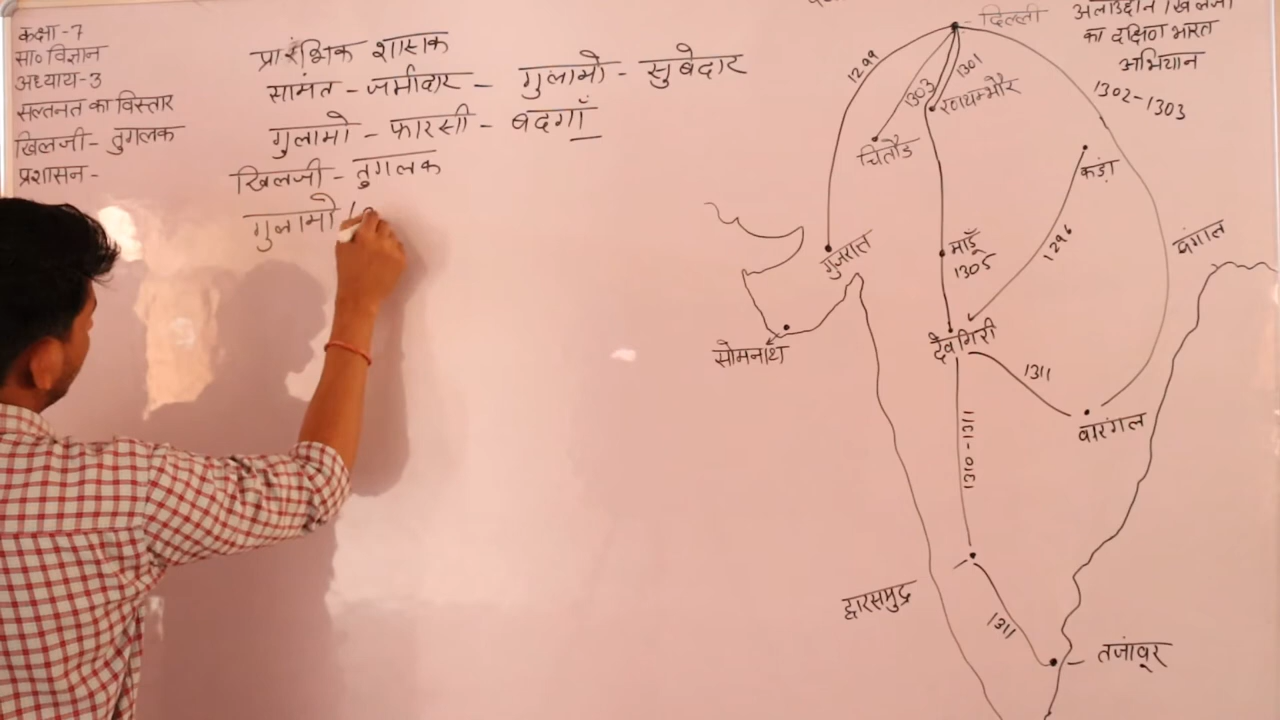 कक्षा -7
सा० विज्ञान
अध्याय-3
सल्तनत का विस्तार
खिलजी- तुगलक
प्रशासन -
प्रारंभिक शासक
सामंत - जमींदार - गुलामो - सुबेदार
गुलामो - फारसी - बदगाँ
खिलजी - तुगलक
गुलामो
अलाउद्दीन खिलजी
का दक्षिण भारत
अभियान
- दिल्ली
1299
1303
1301
रणथम्भौर
चितौड
1302-1303
कडा
1296
बंगाल
गुजरात
माडूँ
1305
सोमनाथ
देवगिरी
1311
वारंगल
1310-1311
द्वारसमुद्र
1311
- तजांवूर